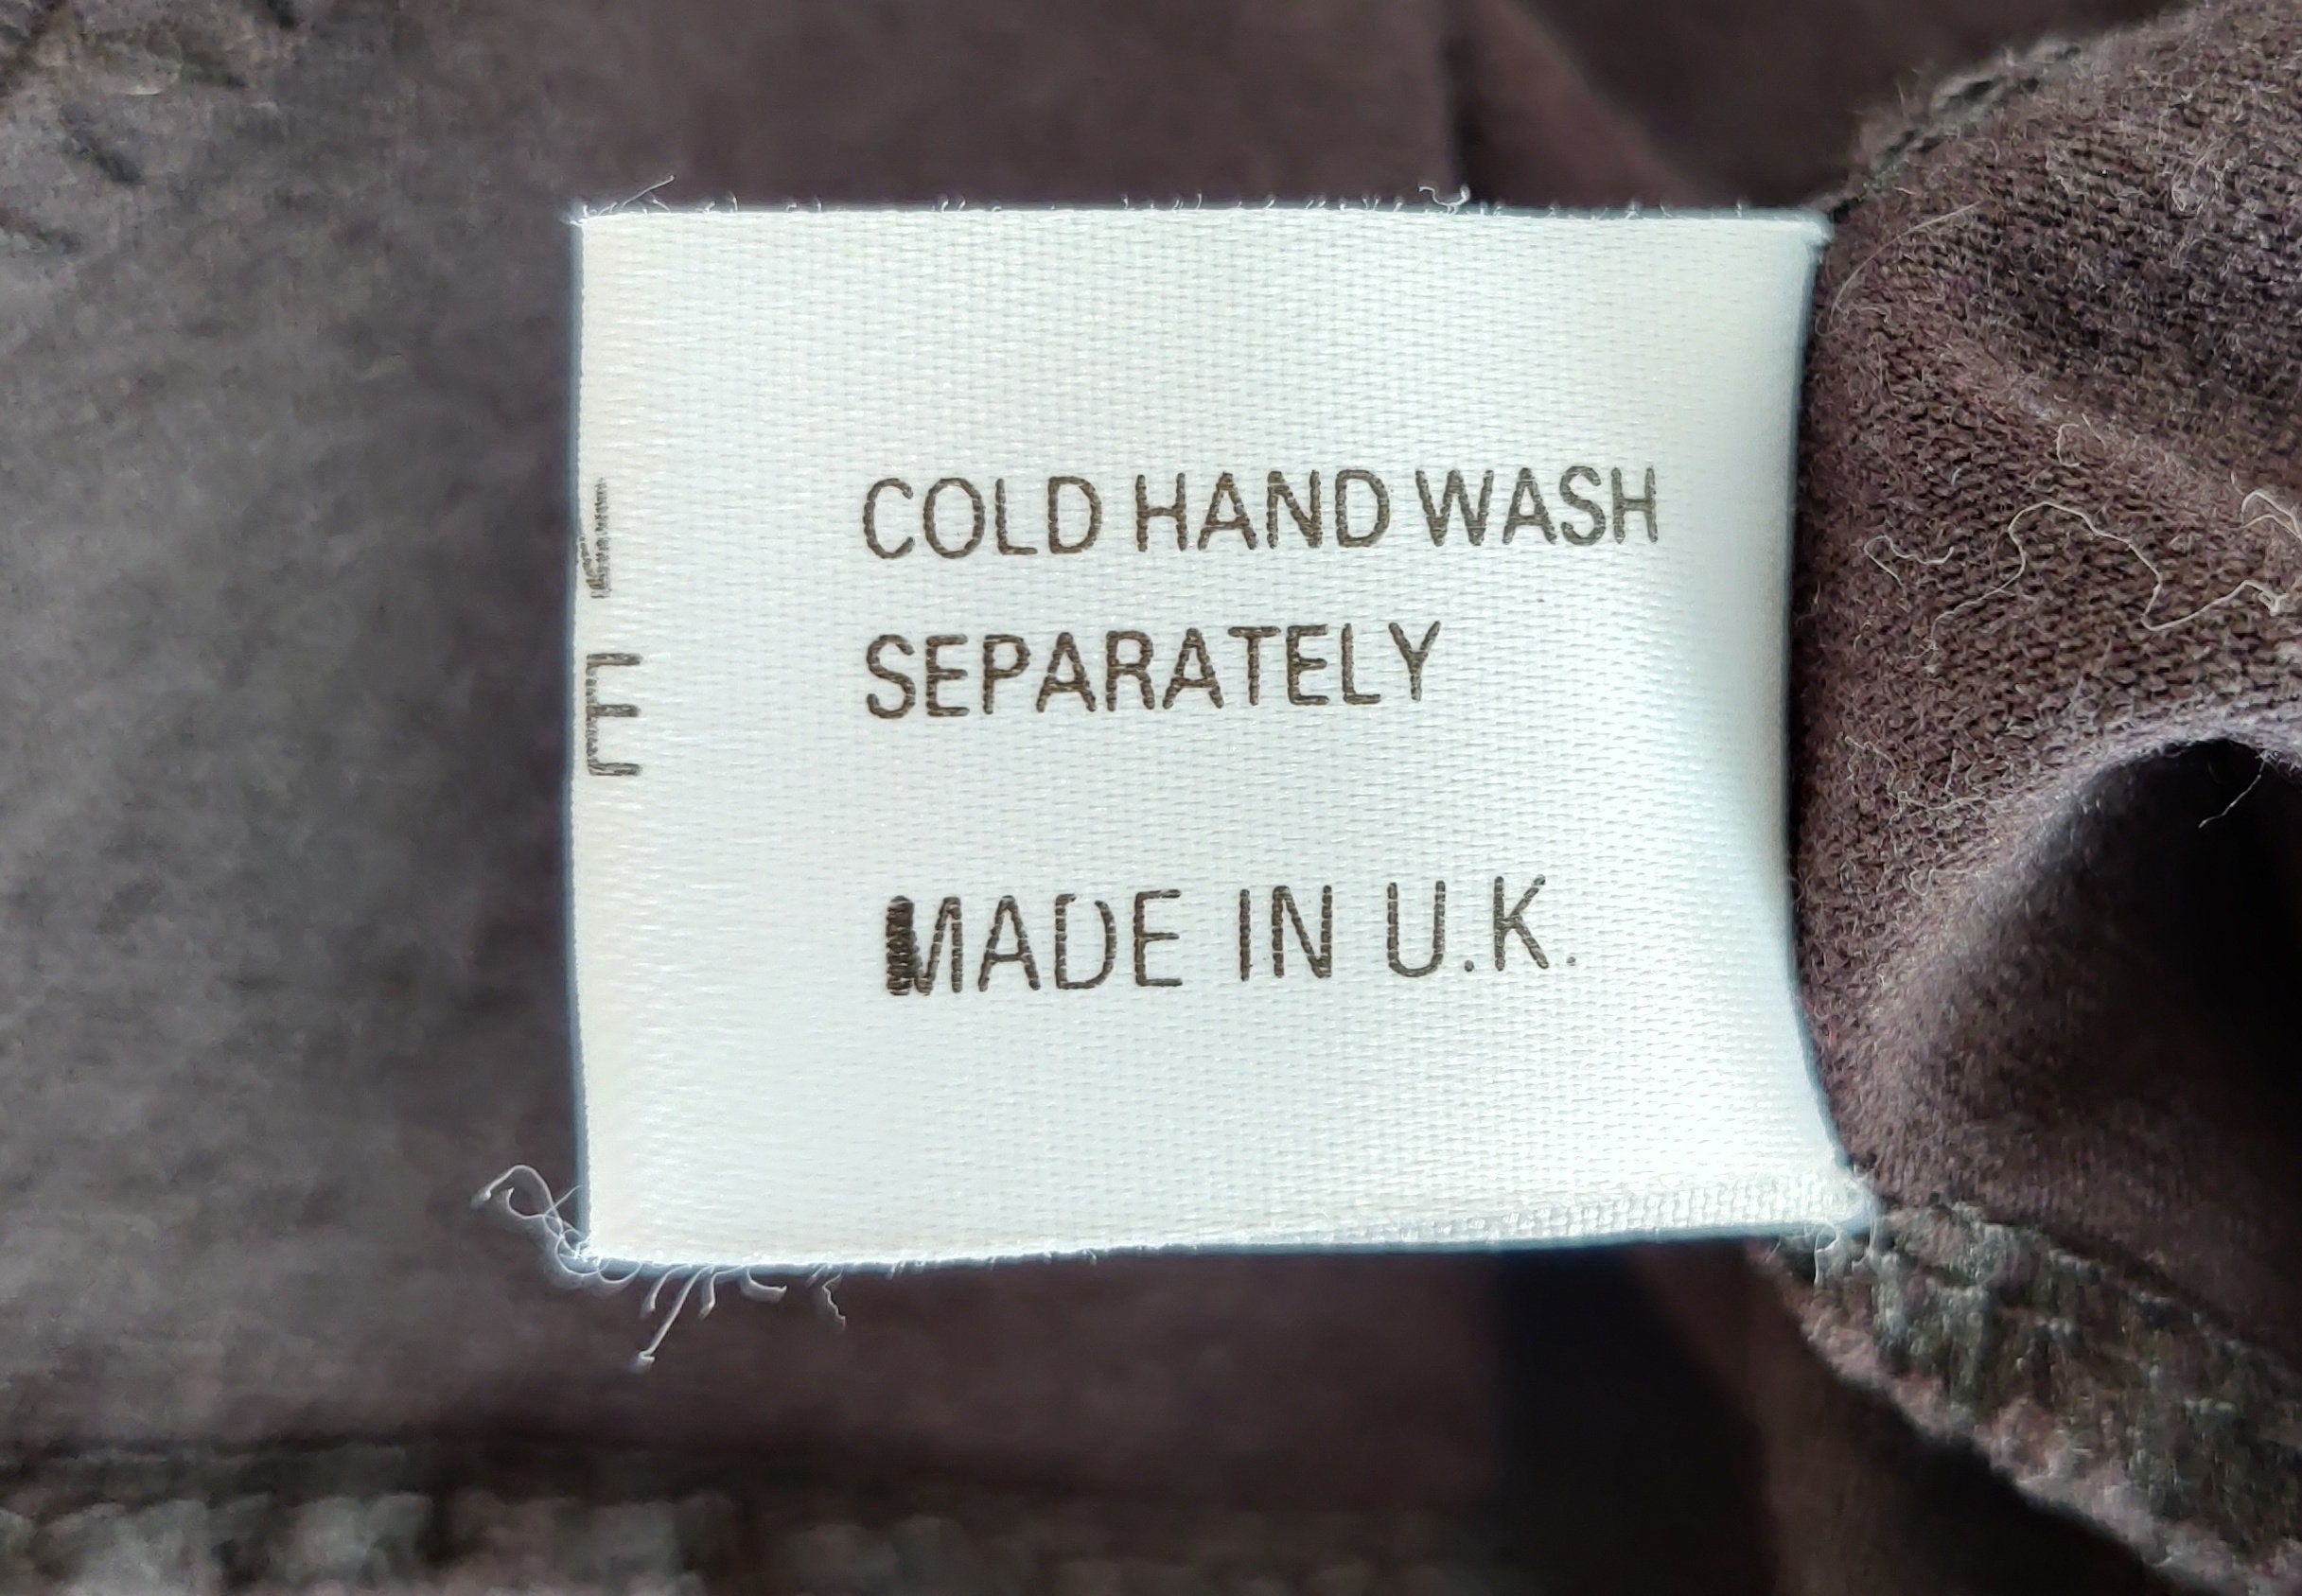 COLD HAND WASH
SEPARATELY
E
MADE IN U.K.